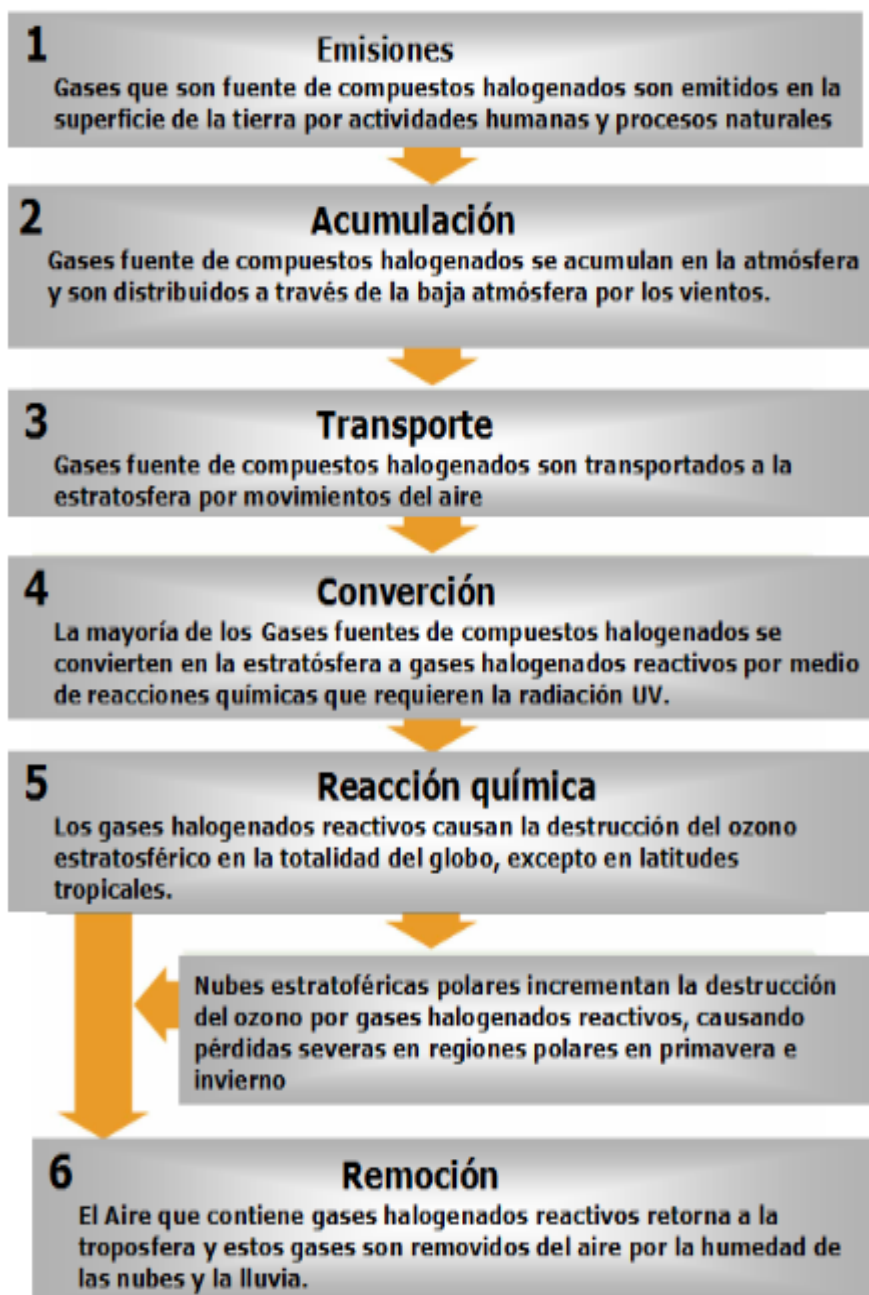 1 Emisiones
Gases que son fuente de compuestos halogenados son emitidos en la
superficie de la tierra por actividades humanas y procesos naturales
2 Acumulación
Gases fuente de compuestos halogenados se acumulan en la atmósfera
y son distribuidos a través de la baja atmósfera por los vientos.
3 Transporte
Gases fuente de compuestos halogenados son transportados a la
estratosfera por movimientos del aire
4 Converción
La mayoría de los Gases fuentes de compuestos halogenados se
convierten en la estratósfera a gases halogenados reactivos por medio
de reacciones químicas que requieren la radiación UV.
5 Reacción química
Los gases halogenados reactivos causan la destrucción del ozono
estratosférico en la totalidad del globo, excepto en latitudes
tropicales.
Nubes estratoféricas polares incrementan la destrucción
del ozono por gases halogenados reactivos, causando
pérdidas severas en regiones polares en primavera e
invierno
6 Remoción
El Aire que contiene gases halogenados reactivos retorna a la
troposfera y estos gases son removidos del aire por la humedad de
las nubes y la lluvia.